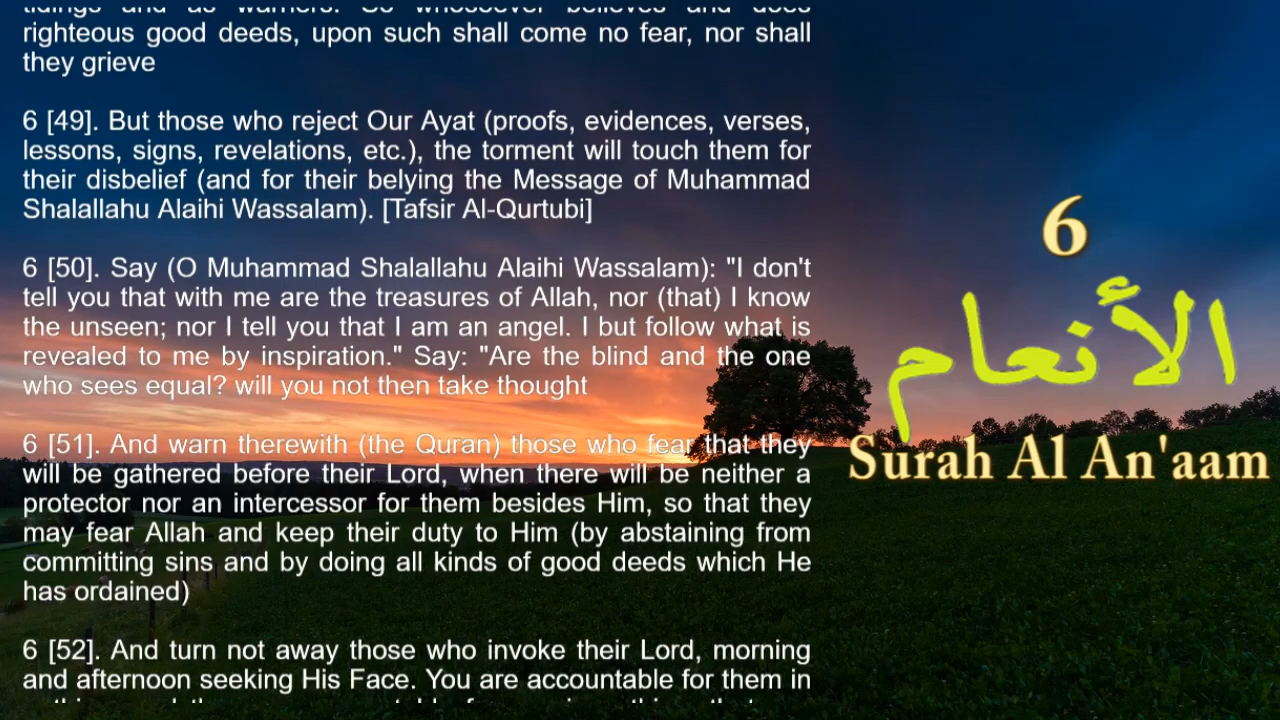 tidings and as warners. So whosoever believes and does
righteous good deeds, upon such shall come no fear, nor shall
they grieve
6 [49]. But those who reject Our Ayat (proofs, evidences, verses,
lessons, signs, revelations, etc.), the torment will touch them for
their disbelief (and for their belying the Message of Muhammad
Shalallahu Alaihi Wassalam). [Tafsir Al-Qurtubi]
6 [50]. Say (O Muhammad Shalallahu Alaihi Wassalam): "I don't
tell you that with me are the treasures of Allah, nor (that) I know
the unseen; nor I tell you that I am an angel. I but follow what is
revealed to me by inspiration." Say: "Are the blind and the one
who sees equal? will you not then take thought
6 [51]. And warn therewith (the Quran) those who fear that they
will be gathered before their Lord, when there will be neither a
protector nor an intercessor for them besides Him, so that they
may fear Allah and keep their duty to Him (by abstaining from
committing sins and by doing all kinds of good deeds which He
has ordained)
6 [52]. And turn not away those who invoke their Lord, morning
and afternoon seeking His Face. You are accountable for them in
6
الأنعام
Surah Al An'aam